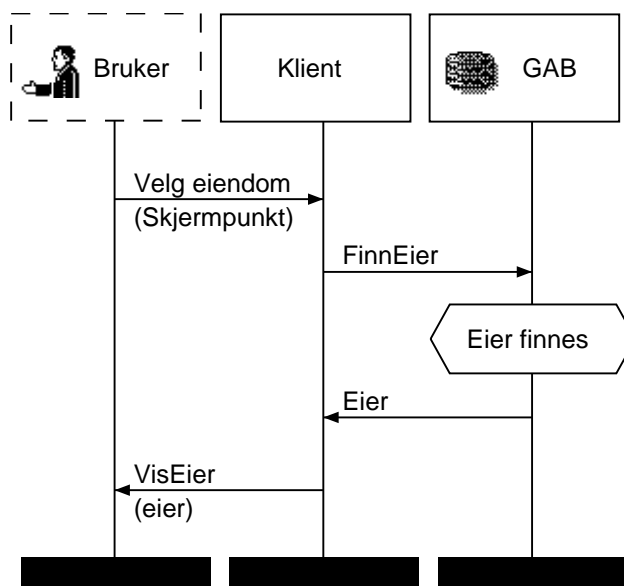 Bruker
Klient
GAB
Velg eiendom
(Skjermpunkt)
FinnEier
Eier finnes
Eier
VisEier
(eier)